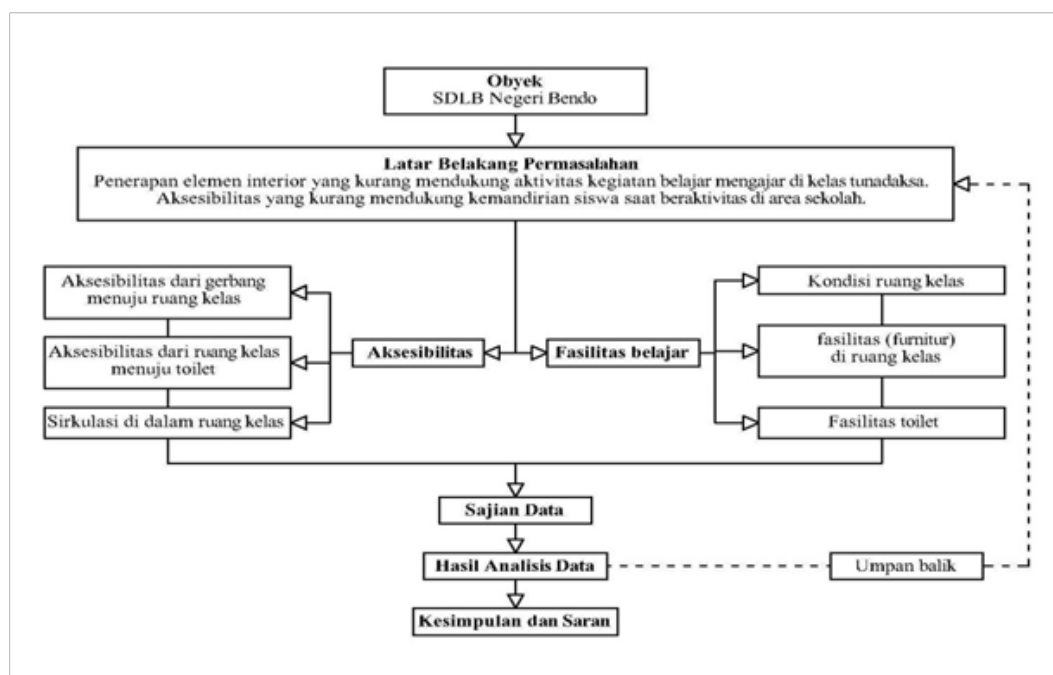 Obyek
SDLB Negeri Bendo
Latar Belakang Permasalahan
Penerapan elemen interior yang kurang mendukung aktivitas kegiatan belajar mengajar di kelas tunadaksa.
Aksesibilitas yang kurang mendukung kemandirian siswa saat beraktivitas di area sekolah.
Aksesibilitas dari gerbang
menuju ruang kelas
Aksesibilitas dari ruang kelas
menuju toilet
Sirkulasi di dalam ruang kelas
Aksesibilitas
Fasilitas belajar
Kondisi ruang kelas
fasilitas (furnitur)
di ruang kelas
Fasilitas toilet
Sajian Data
Hasil Analisis Data
Umpan balik
Kesimpulan dan Saran